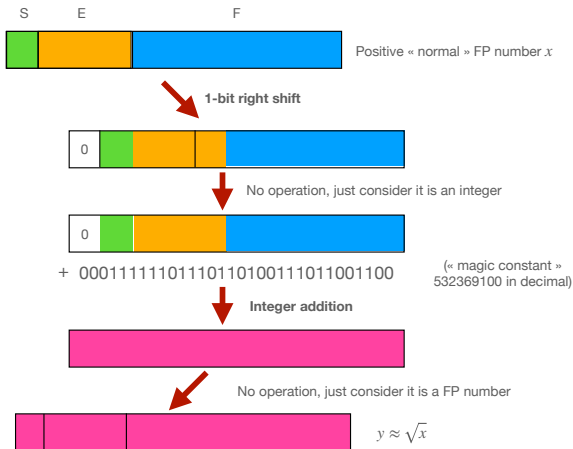 S E F
Positive « normal » FP number x
1-bit right shift
0
No operation, just consider it is an integer
0
+ 00011111101110110100111011001100
(« magic constant »
532369100 in decimal)
Integer addition
No operation, just consider it is a FP number
y ≈ √x